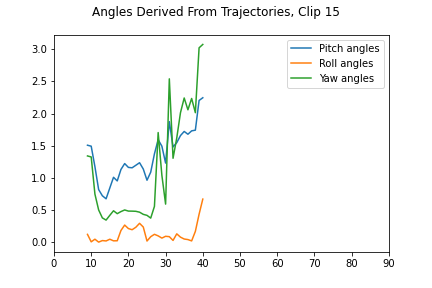 Angles Derived From Trajectories, Clip 15
3.0
2.5
2.0
1.5
1.0
0.5
0.0
0 10 20 30 40 50 60 70 80 90
Pitch angles
Roll angles
Yaw angles